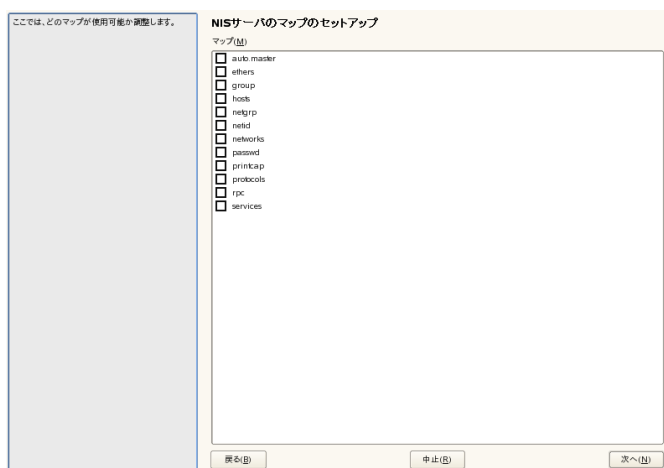 ここでは、どのマップが使用可能か調整します。
NISサーバのマップのセットアップ
マップ(M)
auto.master
ethers
group
hosts
netgrp
netid
networks
passwd
printcap
protocols
rpc
services
戻る(B)
中止(R)
次へ(N)